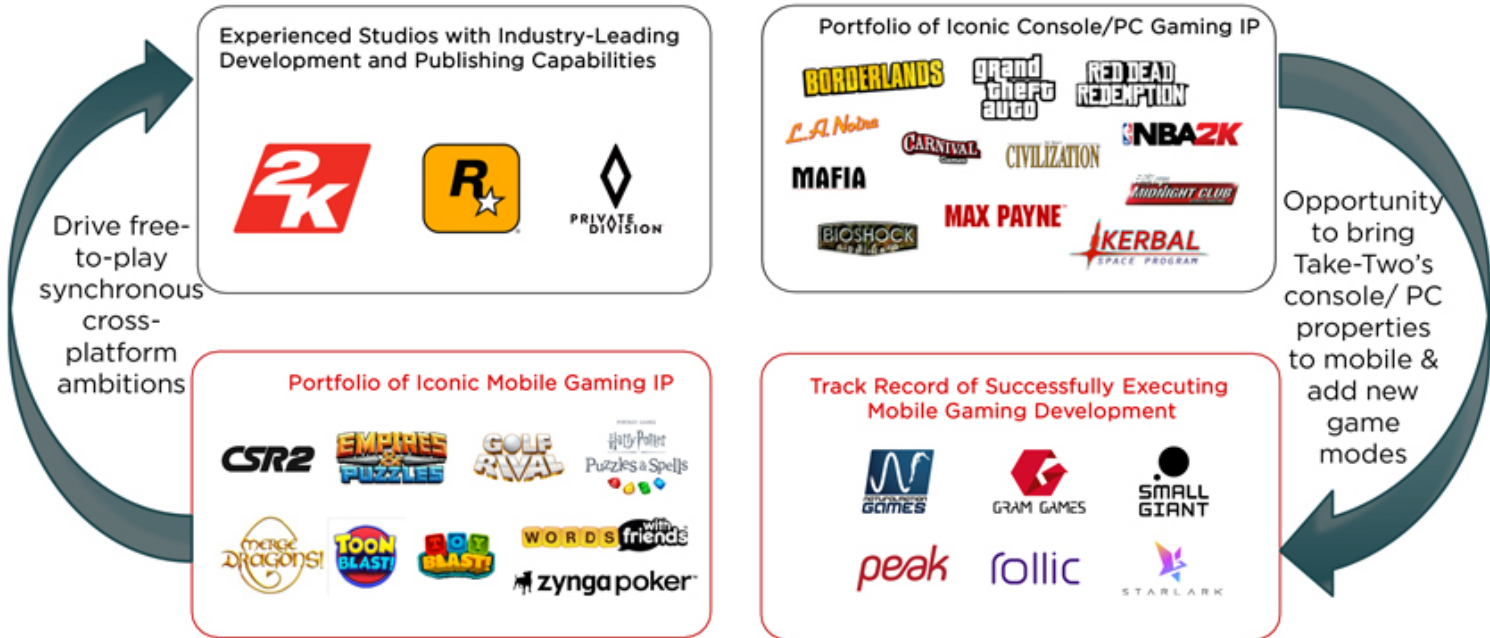 Experienced Studios with Industry-Leading
Development and Publishing Capabilities
2K
R
®
PRIVATE
DIVISION
Portfolio of Iconic Console/PC Gaming IP
BORDERLANDS
grand
theft
auto
RED DEAD
REDEMPTION
L.A. Noire
CARNIVAL
Games
CIVILIZATION
NBA2K
MAFIA
MIDNIGHT CLUB
BIOSHOCK
MAX PAYNE™
KERBAL
SPACE PROGRAM
Drive free-
to-play
synchronous
cross-
platform
ambitions
Opportunity
to bring
Take-Two's
console/ PC
properties
to mobile &
add new
game
modes
Portfolio of Iconic Mobile Gaming IP
CSR2
EMPIRES
&
PUZZLES
GOLF
RIVAL
Harry Potter
Puzzles & Spells
MERGE
DRAGONS!
TOON
BLAST!
TOY
BLAST!
WORDS with friends
zynga poker™
Track Record of Successfully Executing
Mobile Gaming Development
NATURALMOTION
GAMES
GRAM GAMES
SMALL
GIANT
peak
rollic
STARLARK